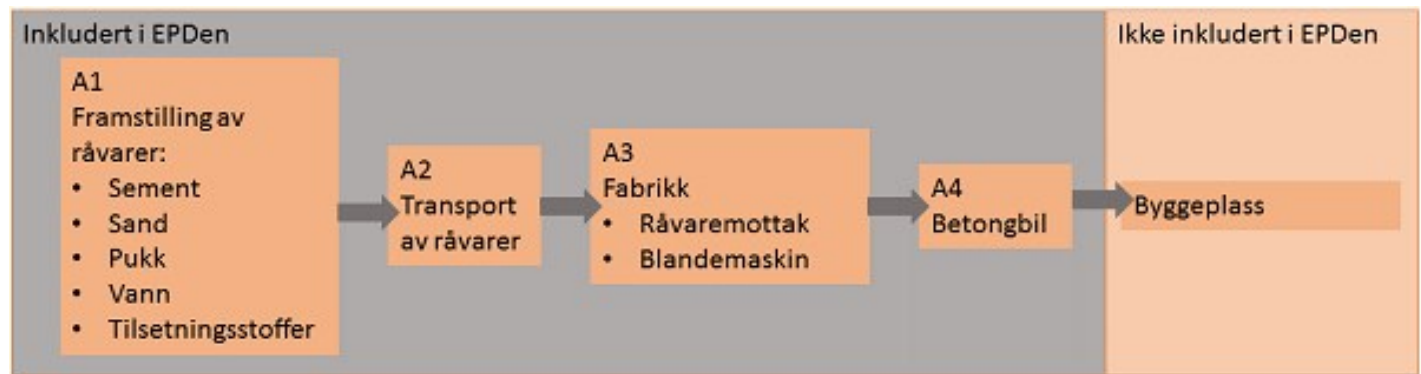 Inkludert i EPDen
Ikke inkludert i EPDen
A1
Framstilling av
råvarer:
• Sement
• Sand
• Pukk
• Vann
• Tilsetningsstoffer
A2
Transport
av råvarer
A3
Fabrikk
• Råvaremottak
• Blandemaskin
A4
Betongbil
Byggeplass